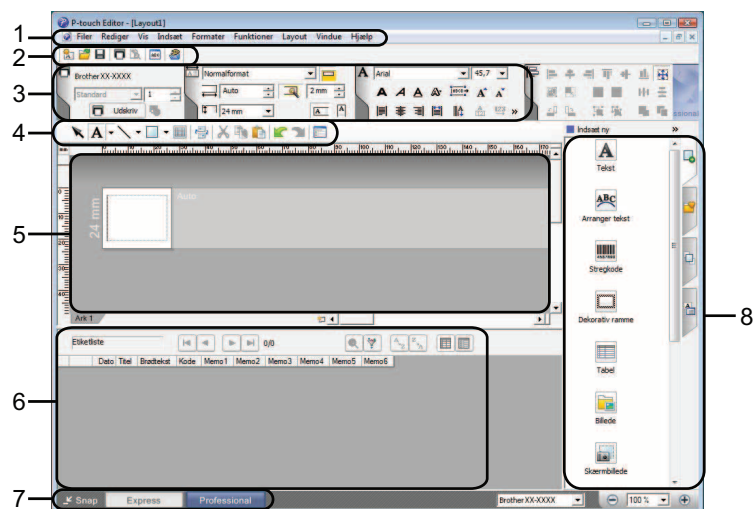 P-touch Editor - [Layout1]
1 Filer Rediger Vis Indsæt Formater Funktioner Layout Vindue Hjælp
2
3
Brother XX-XXXX
Standard 1
Udskriv
Normalformat
Auto 2 mm
24 mm
A Arial 45,7
4
Indsæt ny »
5
24 mm
Auto
Ark 1
Tekst
Arranger tekst
Stregkode
Dekorativ ramme
Tabel
Billede
Skærmbillede
8
6
Etiketliste 0/0
Dato Titel Brødtekst Kode Memo1 Memo2 Memo3 Memo4 Memo5 Memo6
7 Snap Express Professional Brother XX-XXXX 100 %